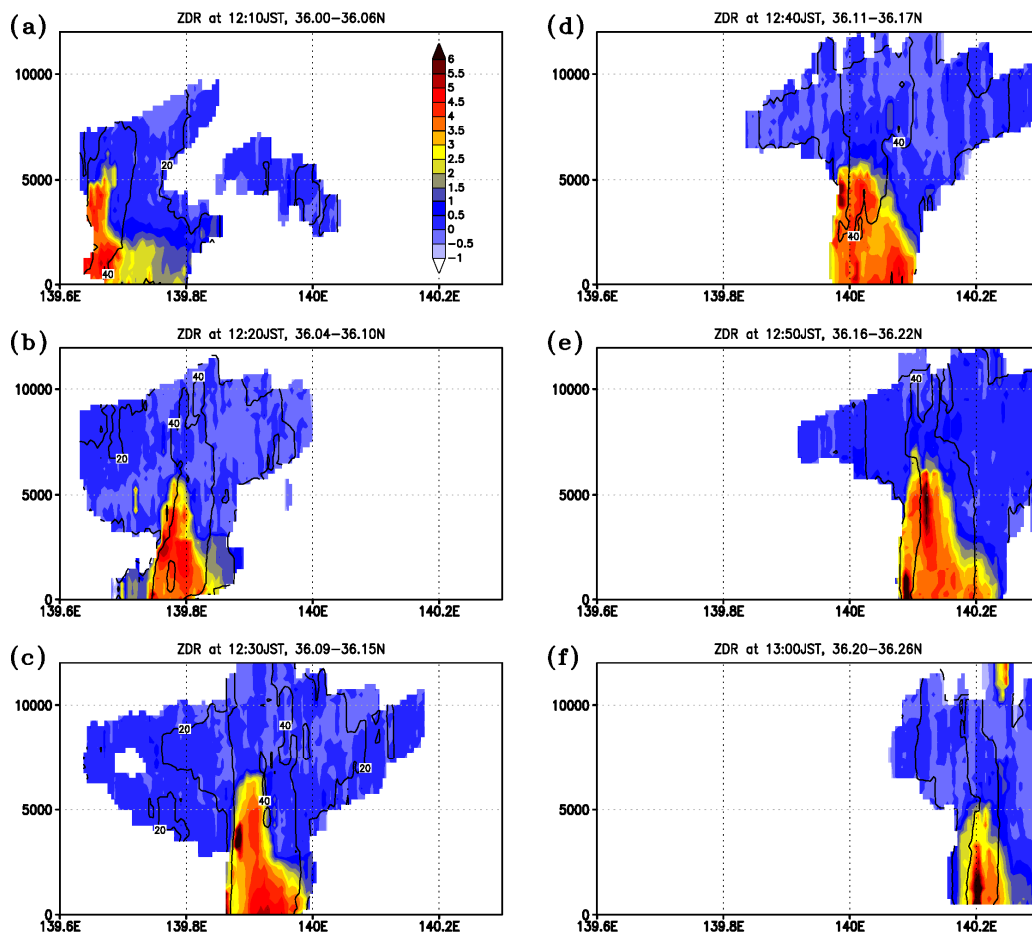 (a)
ZDR at 12:10JST, 36.00−36.06N
10000
5000
0
139.6E 139.8E 140E 140.2E
20
40
6
5.5
5
4.5
4
3.5
3
2.5
2
1.5
1
0.5
0
−0.5
−1
(b)
ZDR at 12:20JST, 36.04−36.10N
10000
5000
0
139.6E 139.8E 140E 140.2E
40
40
20
(c)
ZDR at 12:30JST, 36.09−36.15N
10000
5000
0
139.6E 139.8E 140E 140.2E
20
40
20
40
20
(d)
ZDR at 12:40JST, 36.11−36.17N
10000
5000
0
139.6E 139.8E 140E 140.2E
40
40
(e)
ZDR at 12:50JST, 36.16−36.22N
10000
5000
0
139.6E 139.8E 140E 140.2E
40
(f)
ZDR at 13:00JST, 36.20−36.26N
10000
5000
0
139.6E 139.8E 140E 140.2E